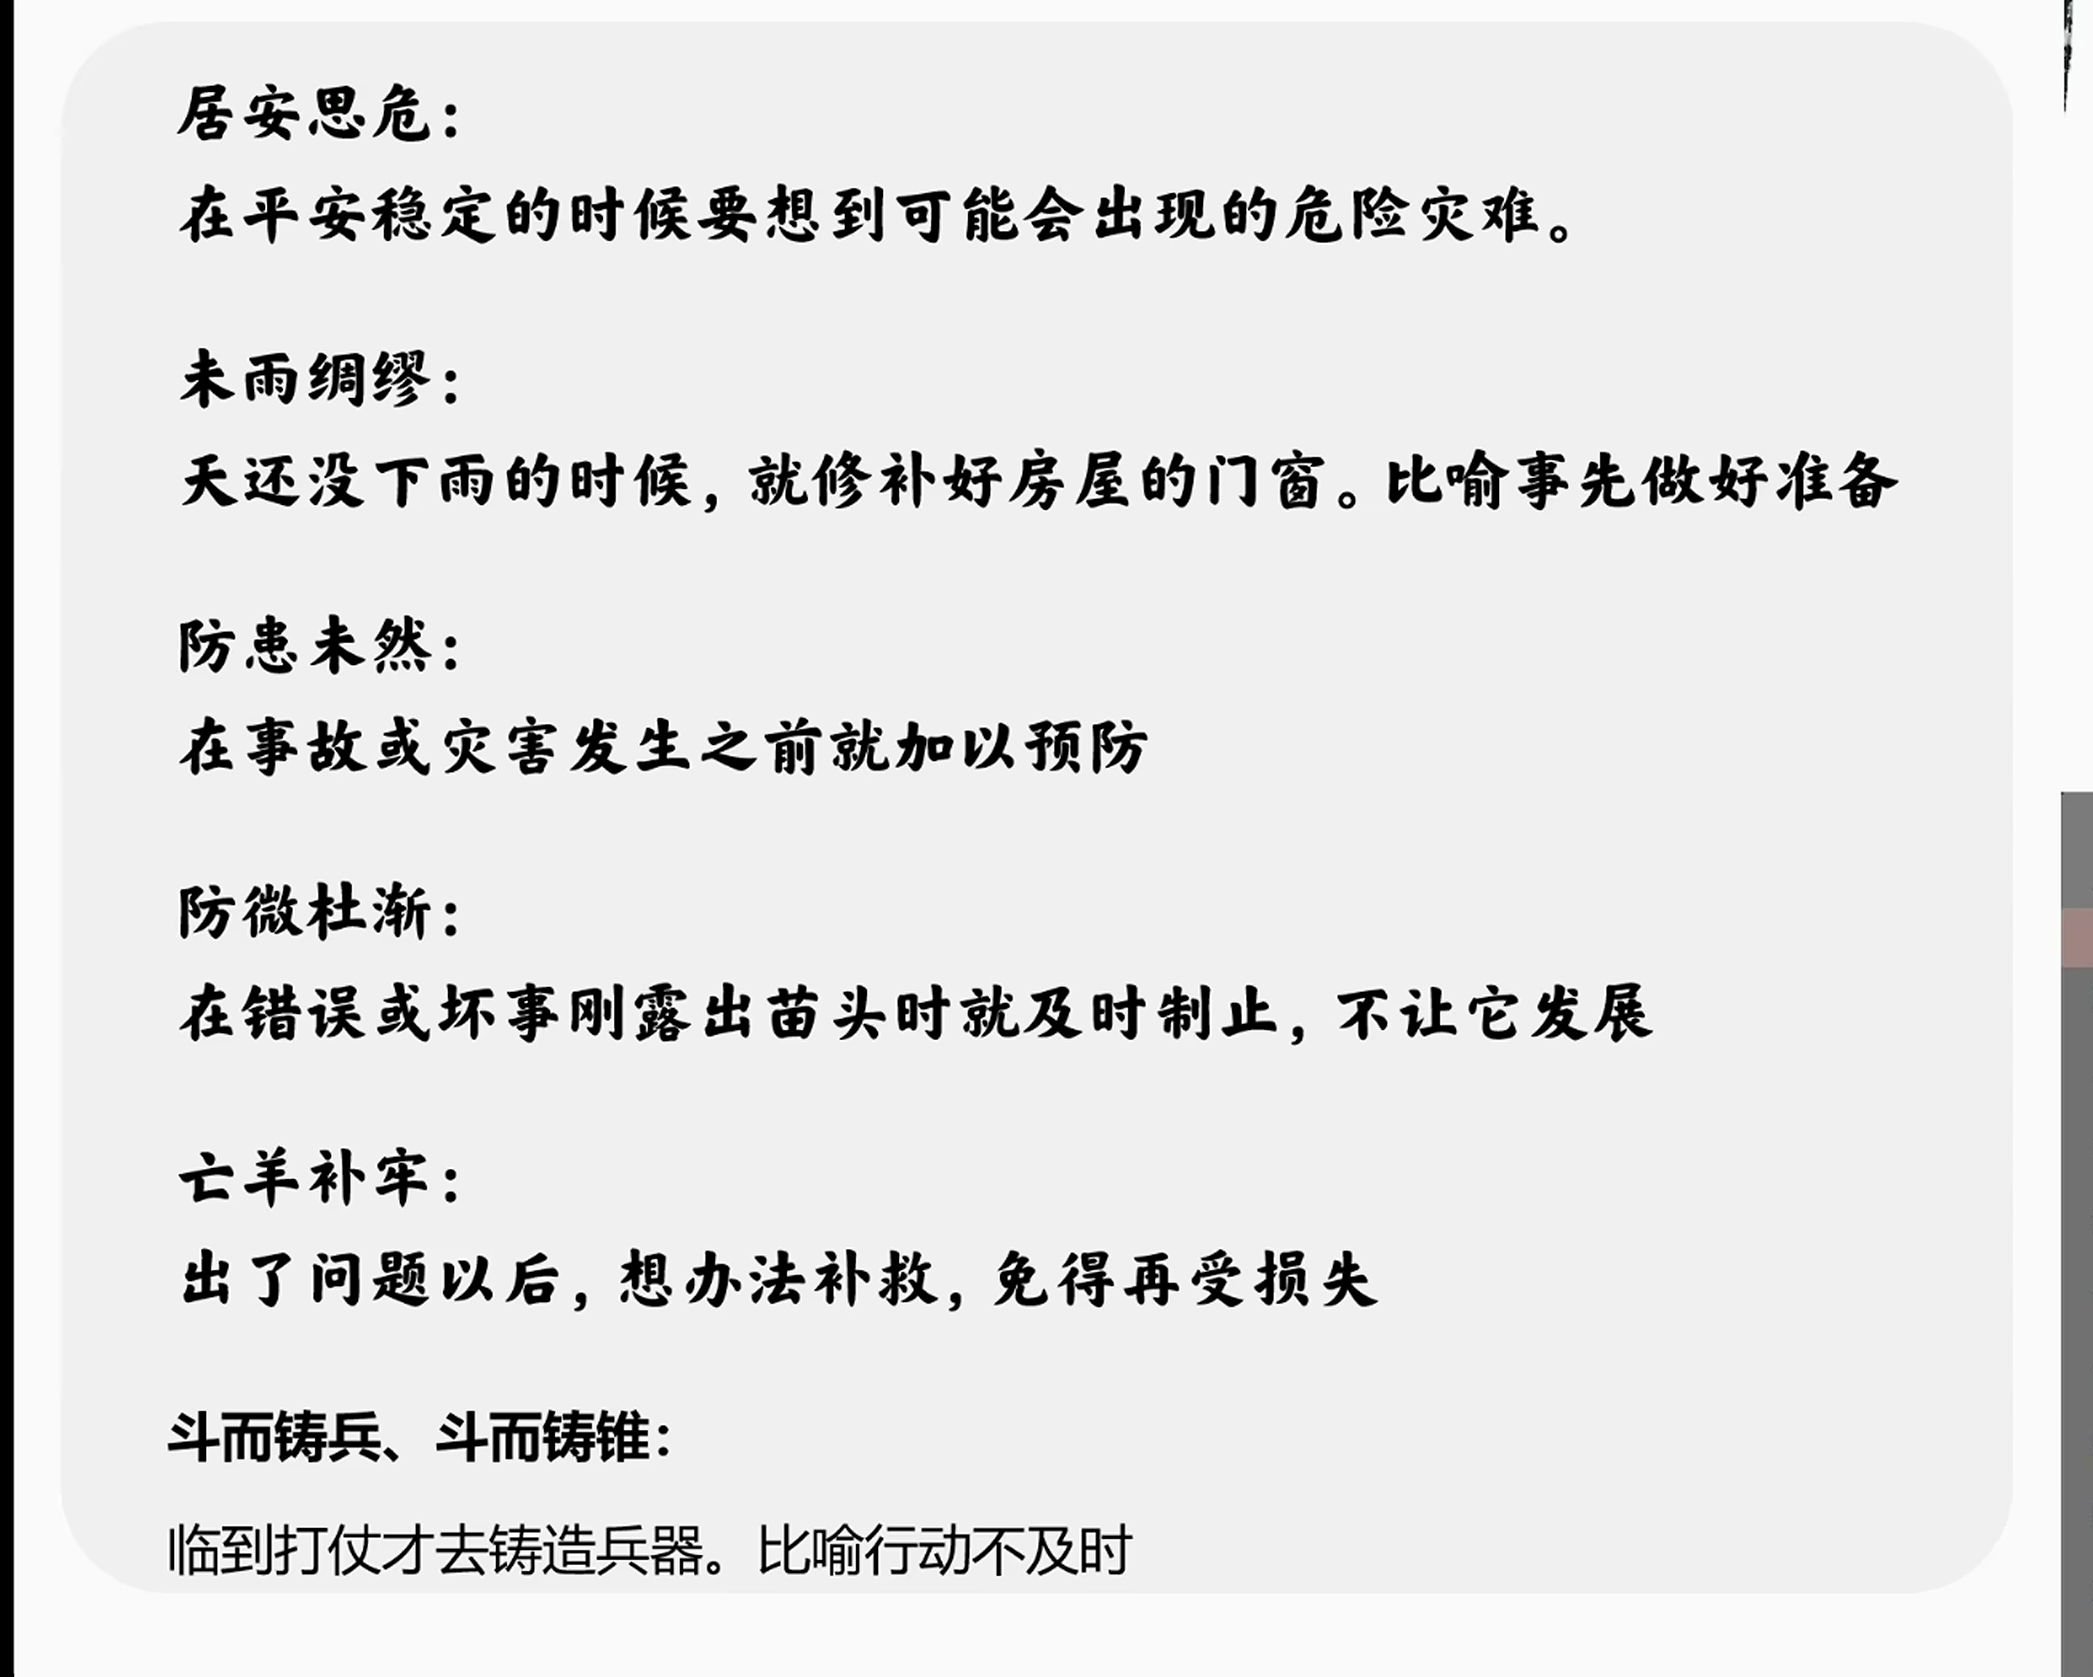 居安思危：
在平安稳定的时候要想到可能会出现的危险灾难。
未雨绸缪：
天还没下雨的时候，就修补好房屋的门窗。比喻事先做好准备
防患未然：
在事故或灾害发生之前就加以预防
防微杜渐：
在错误或坏事刚露出苗头时就及时制止，不让它发展
亡羊补牢：
出了问题以后，想办法补救，免得再受损失
斗而铸兵、斗而铸锥：
临到打仗才去铸造兵器。比喻行动不及时